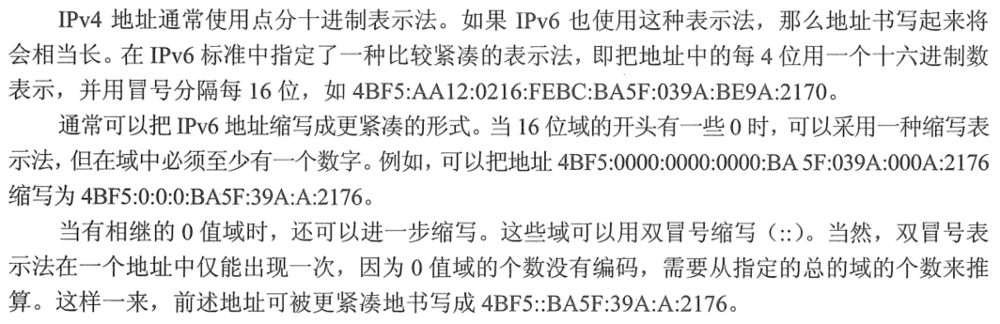 IPv4 地址通常使用点分十进制表示法。如果 IPv6 也使用这种表示法，那么地址书写起来将
会相当长。在 IPv6 标准中指定了一种比较紧凑的表示法，即把地址中的每 4 位用一个十六进制数
表示，并用冒号分隔每 16 位，如 4BF5:AA12:0216:FEBC:BA5F:039A:BE9A:2170。
通常可以把 IPv6 地址缩写成更紧凑的形式。当 16 位域的开头有一些 0 时，可以采用一种缩写表
示法，但在域中必须至少有一个数字。例如，可以把地址 4BF5:0000:0000:0000:BA 5F:039A:000A:2176
缩写为 4BF5:0:0:0:BA5F:39A:A:2176。
当有相继的 0 值域时，还可以进一步缩写。这些域可以用双冒号缩写（::）。当然，双冒号表
示法在一个地址中仅能出现一次，因为 0 值域的个数没有编码，需要从指定的总的域的个数来推
算。这样一来，前述地址可被更紧凑地书写成 4BF5::BA5F:39A:A:2176。